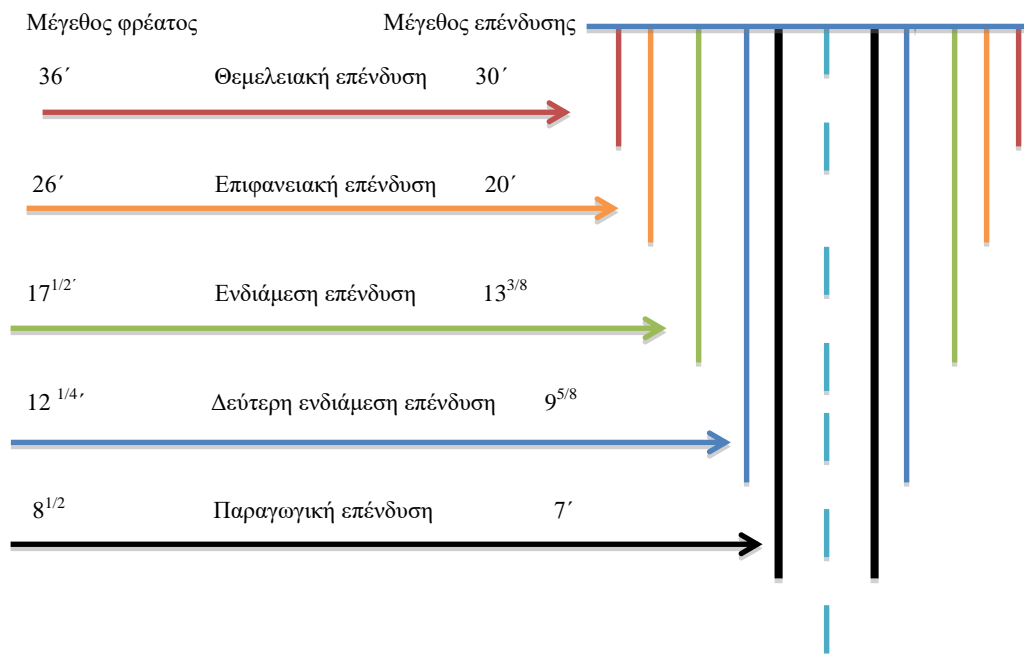 Μέγεθος φρέατος Μέγεθος επένδυσης
36΄ Θεμελειακή επένδυση 30΄
26΄ Επιφανειακή επένδυση 20΄
17^1/2΄ Ενδιάμεση επένδυση 13^3/8
12 ^1/4΄ Δεύτερη ενδιάμεση επένδυση 9^5/8
8^1/2 Παραγωγική επένδυση 7΄